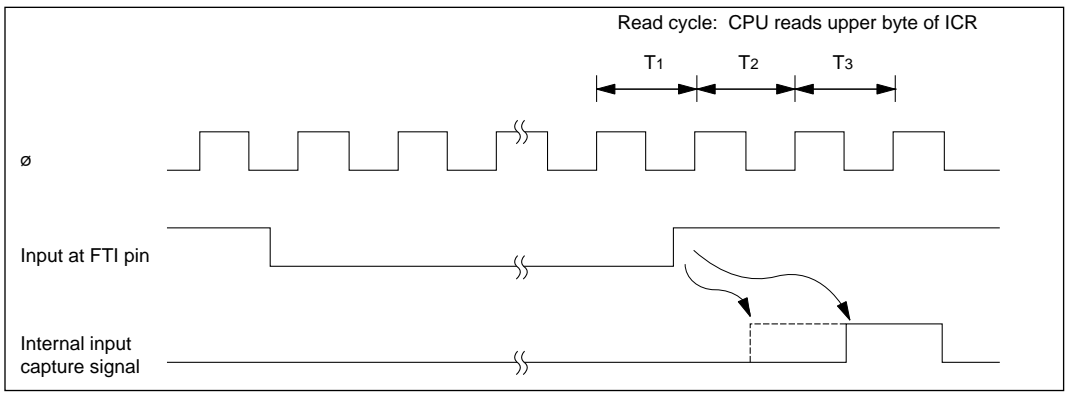 Read cycle: CPU reads upper byte of ICR
T1 T2 T3
ø
Input at FTI pin
Internal input
capture signal